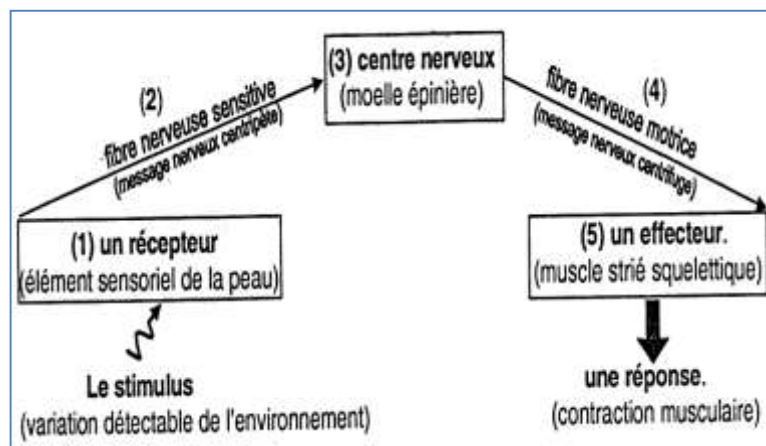 (3) centre nerveux
(moelle épinière)
(2)
fibre nerveuse sensitive
(message nerveux centripète)
(4)
fibre nerveuse motrice
(message nerveux centrifuge)
(1) un récepteur
(élément sensoriel de la peau)
(5) un effecteur.
(muscle strié squelettique)
Le stimulus
(variation détectable de l'environnement)
une réponse.
(contraction musculaire)